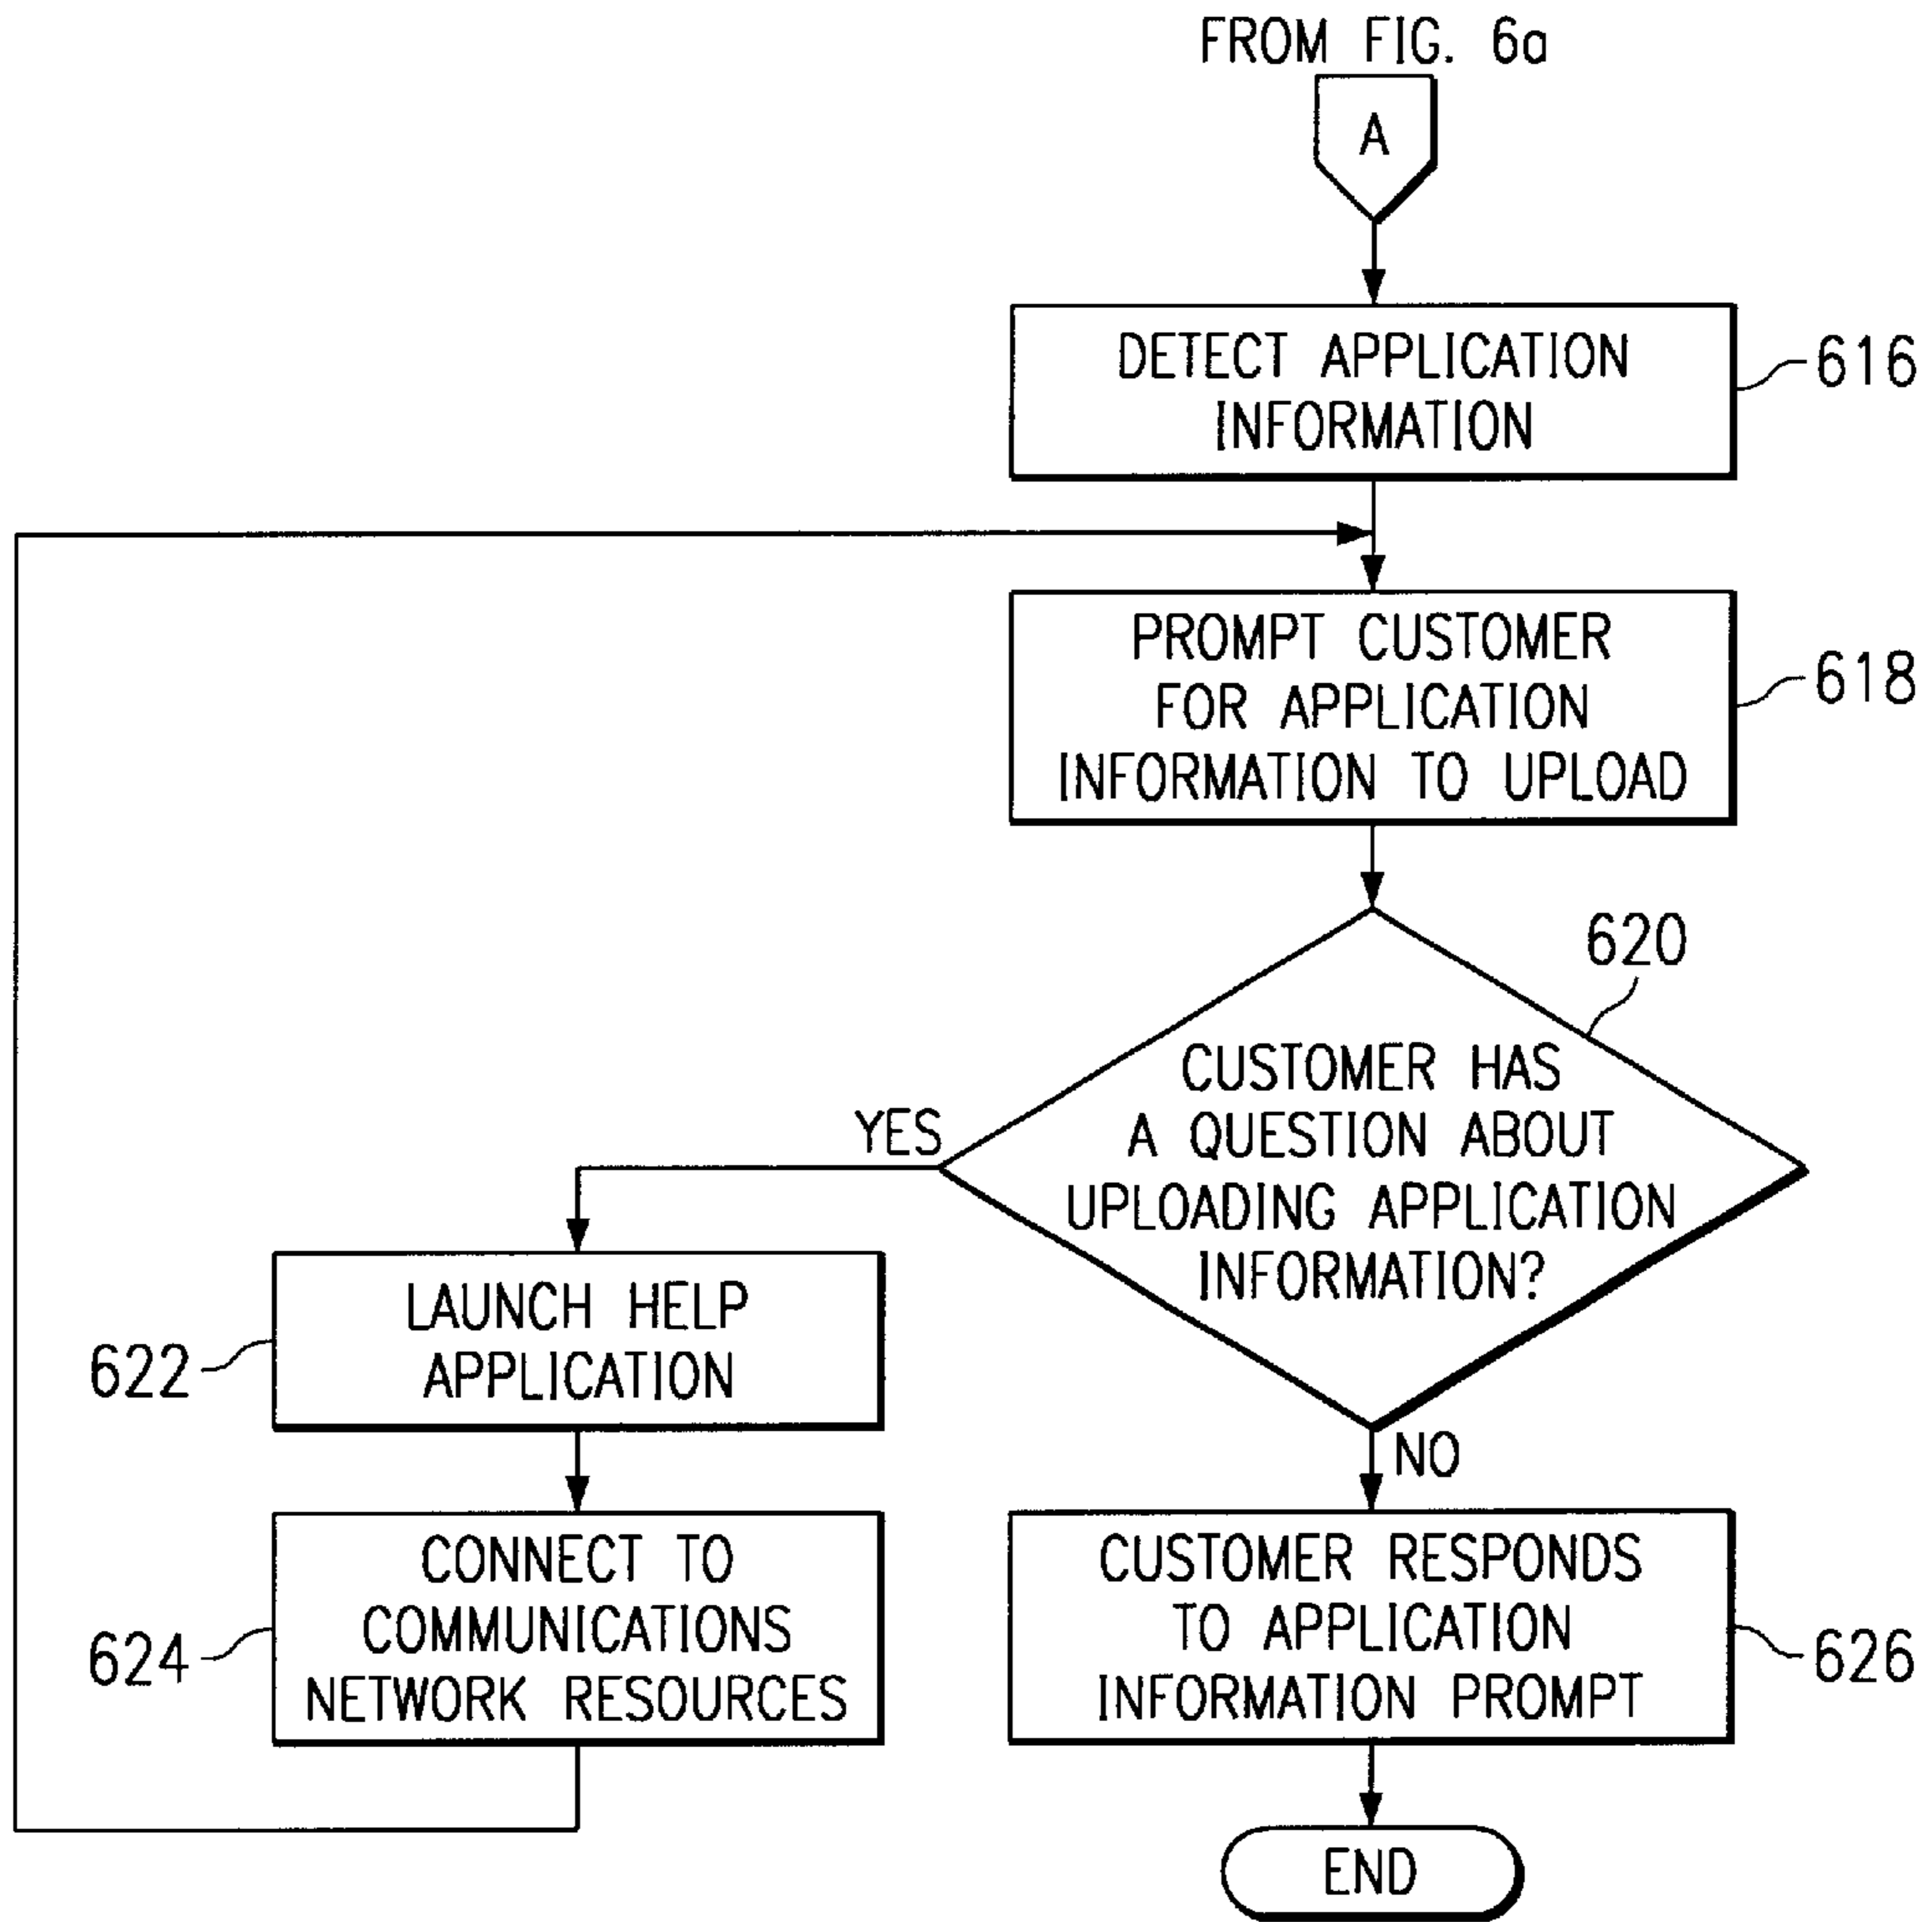 FROM FIG. 6a
A
DETECT APPLICATION
INFORMATION
616
PROMPT CUSTOMER
FOR APPLICATION
INFORMATION TO UPLOAD
618
620
CUSTOMER HAS
A QUESTION ABOUT
UPLOADING APPLICATION
INFORMATION?
YES
NO
LAUNCH HELP
APPLICATION
622
CONNECT TO
COMMUNICATIONS
NETWORK RESOURCES
624
CUSTOMER RESPONDS
TO APPLICATION
INFORMATION PROMPT
626
END